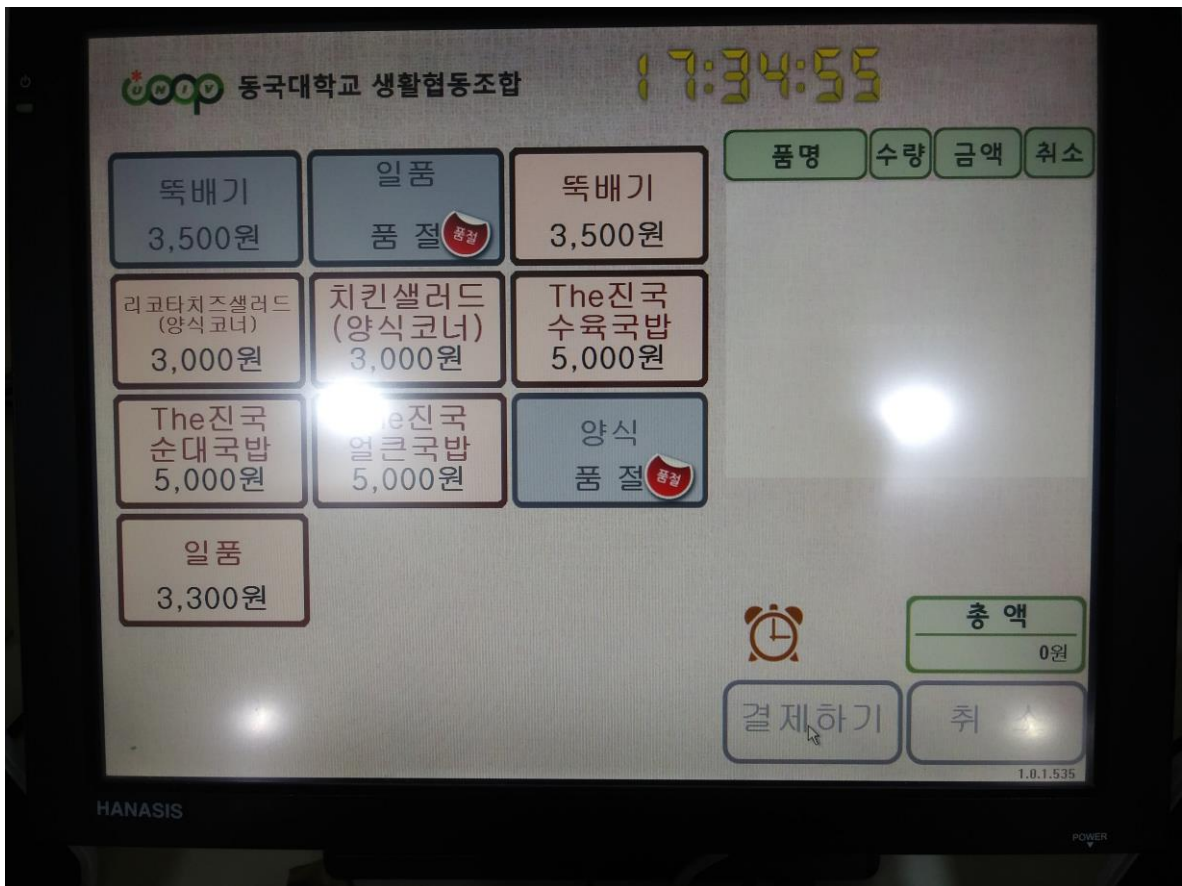 UNIV
coop 동국대학교 생활협동조합
17:34:55
품명 수량 금액 취소
뚝배기
3,500원
일품
품 절 품절
뚝배기
3,500원
리코타치즈샐러드
(양식코너)
3,000원
치킨샐러드
(양식코너)
3,000원
The진국
수육국밥
5,000원
The진국
순대국밥
5,000원
진국
얼큰국밥
5,000원
양식
품 절 품절
일품
3,300원
총 액
0원
결제하기
취 소
1.0.1.535
HANASIS
POWER